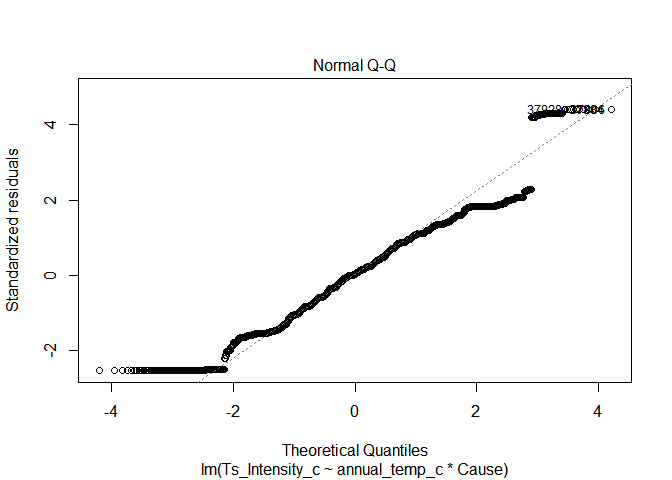 Normal Q-Q
Standardized residuals
4
2
0
-2
-4
-2
0
2
4
Theoretical Quantiles
lm(Ts_Intensity_c ~ annual_temp_c * Cause)